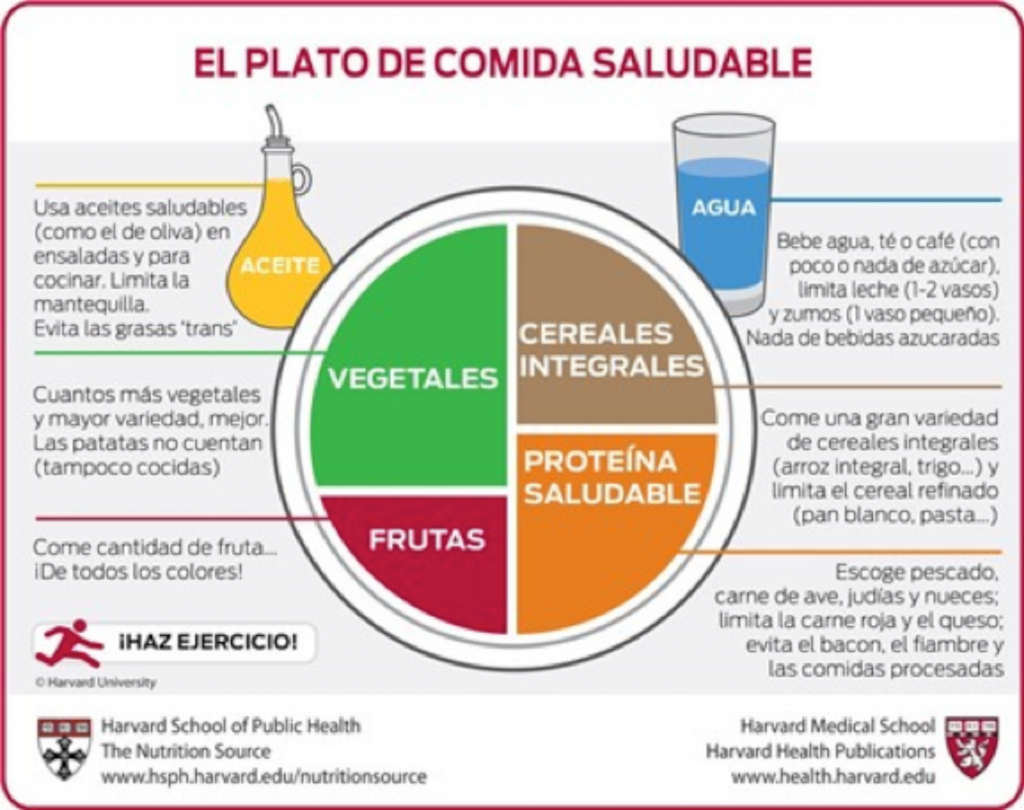 EL PLATO DE COMIDA SALUDABLE
Usa aceites saludables
(como el de oliva) en
ensaladas y para
cocinar. Limita la
mantequilla.
Evita las grasas 'trans'
ACEITE
AGUA
Bebe agua, té o café (con
poco o nada de azúcar),
limita leche (1-2 vasos)
y zumos (1 vaso pequeño).
Nada de bebidas azucaradas
VEGETALES
CEREALES
INTEGRALES
Cuantos más vegetales
y mayor variedad, mejor.
Las patatas no cuentan
(tampoco cocidas)
Come una gran variedad
de cereales integrales
(arroz integral, trigo...) y
limita el cereal refinado
(pan blanco, pasta...)
FRUTAS
PROTEÍNA
SALUDABLE
Come cantidad de fruta...
¡De todos los colores!
Escoge pescado,
carne de ave, judías y nueces;
limita la carne roja y el queso;
evita el bacon, el fiambre y
las comidas procesadas
¡HAZ EJERCICIO!
© Harvard University
Harvard School of Public Health
The Nutrition Source
www.hsph.harvard.edu/nutritionsource
Harvard Medical School
Harvard Health Publications
www.health.harvard.edu